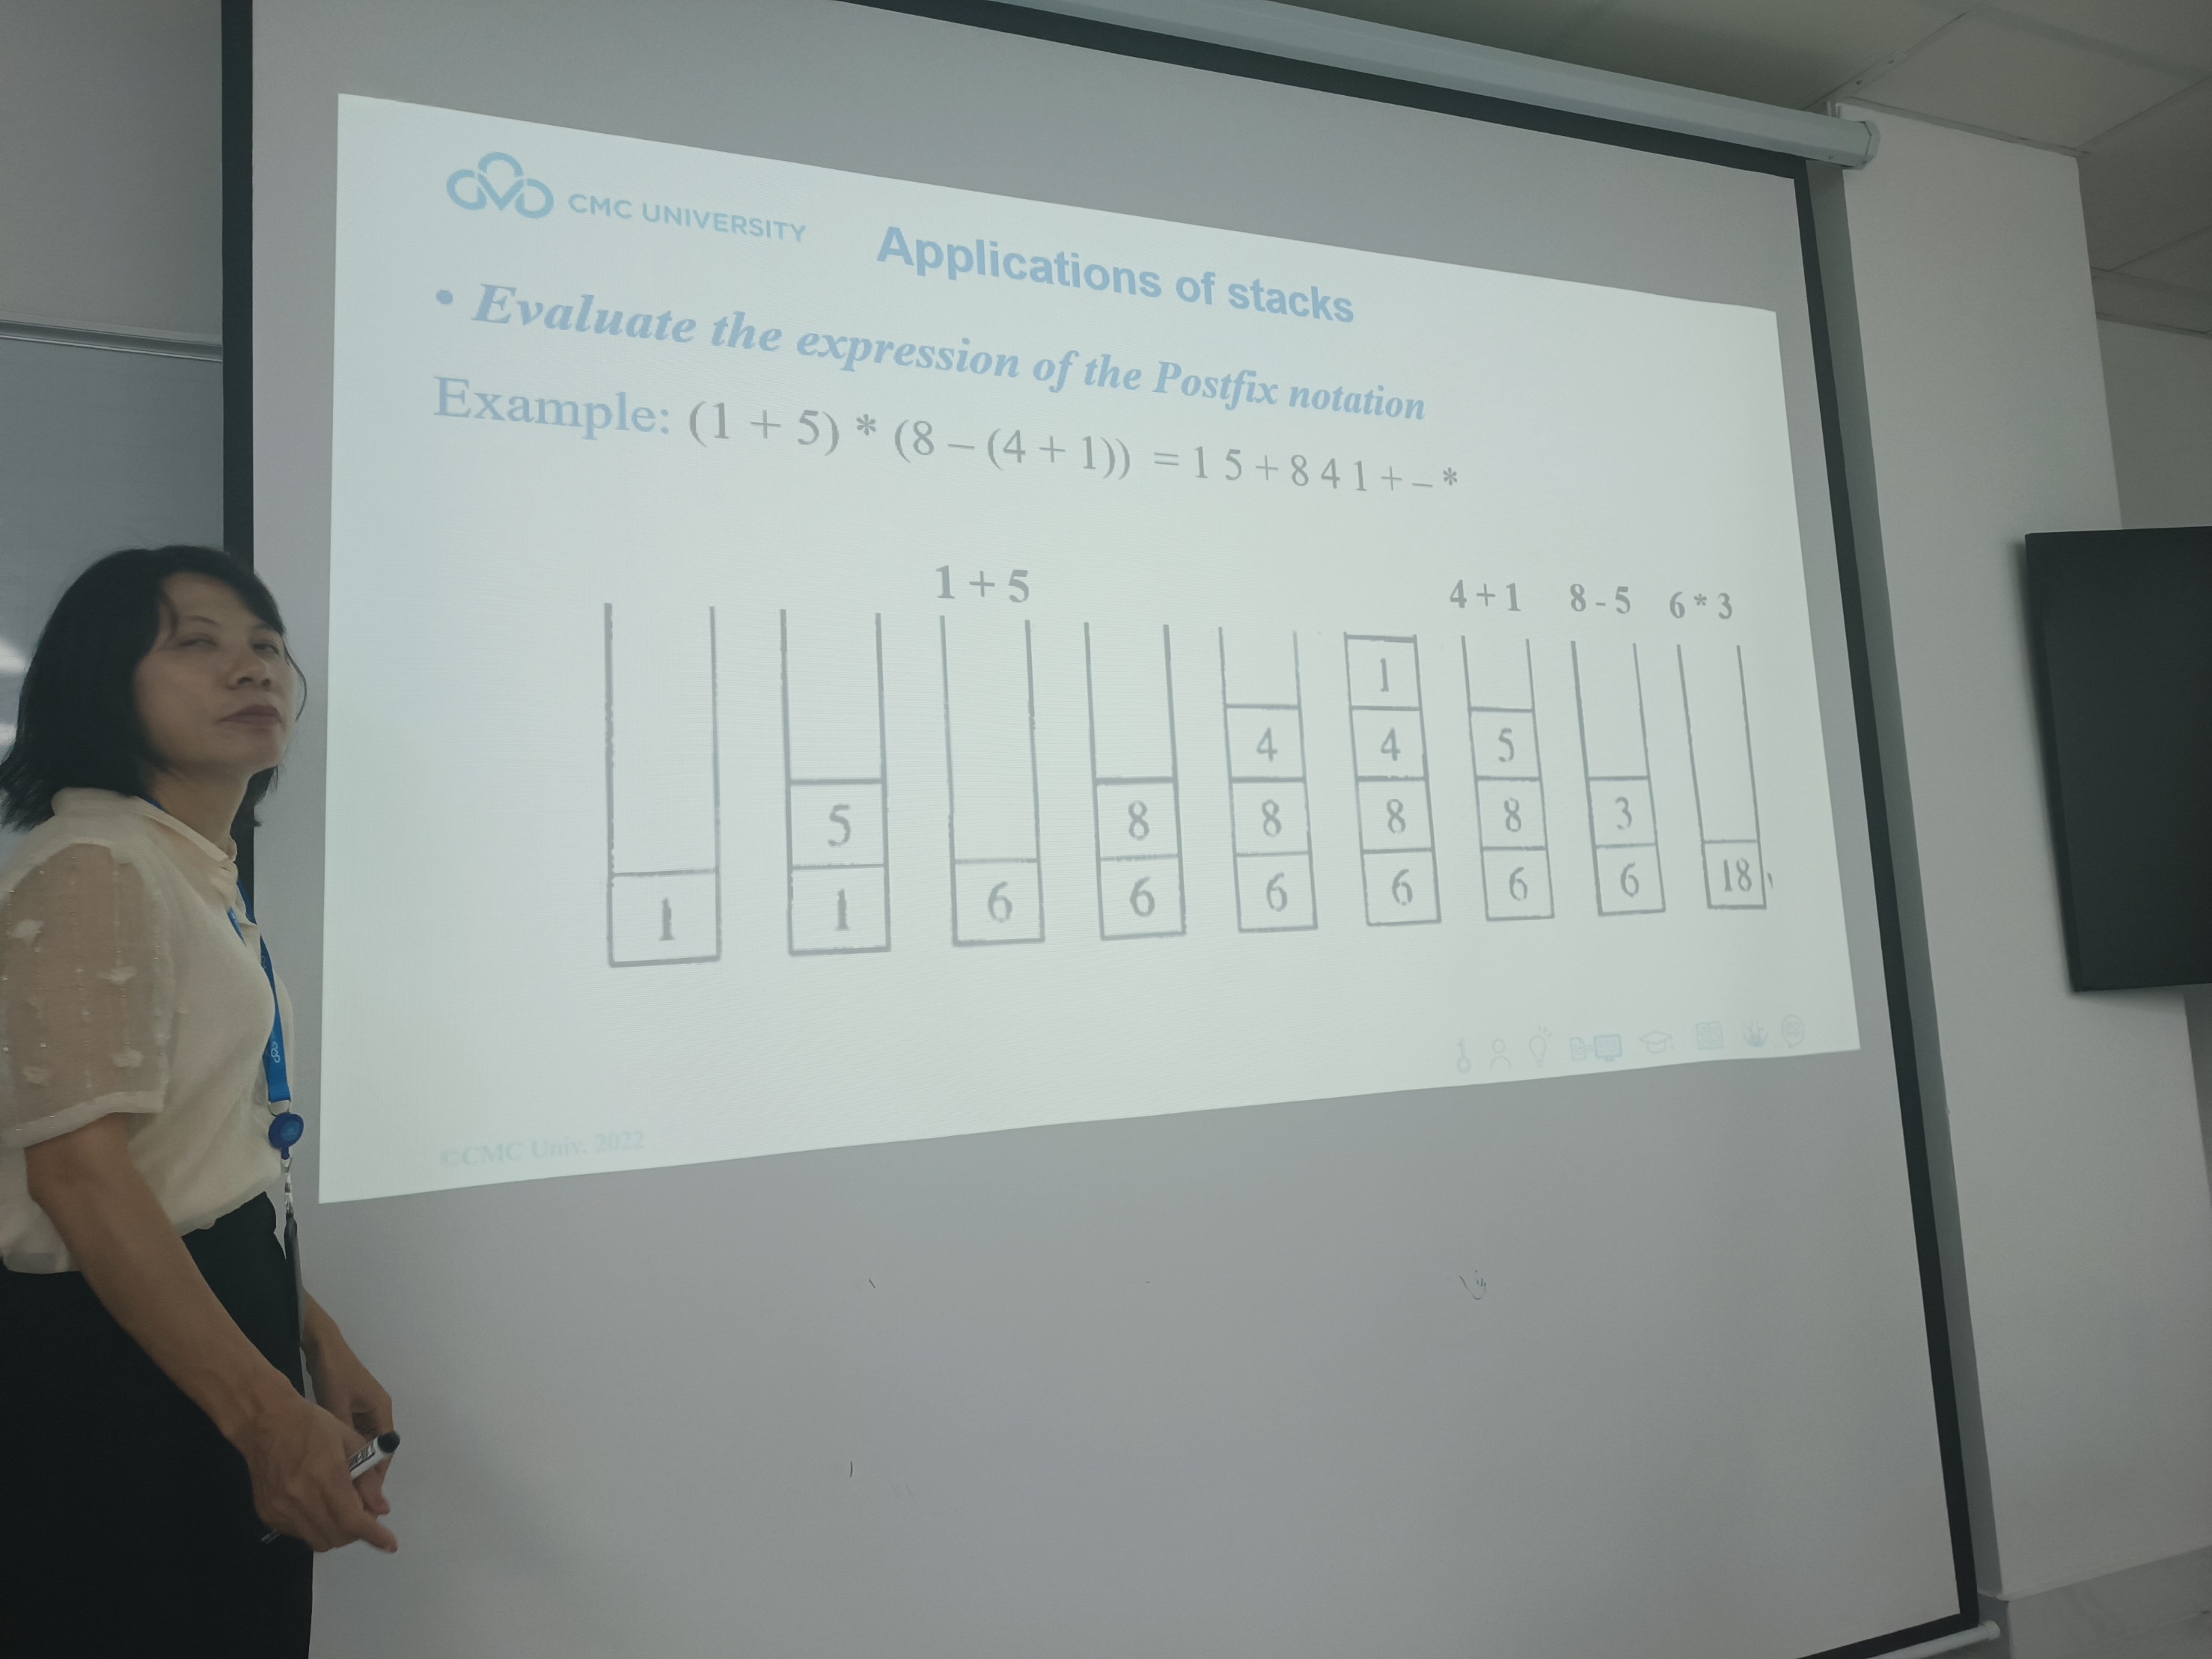 CMC UNIVERSITY
Applications of stacks
• Evaluate the expression of the Postfix notation
Example: (1 + 5) * (8 – (4 + 1)) = 1 5 + 8 4 1 + – *
1 + 5
4 + 1
8 - 5
6 * 3
1
5
1
6
8
6
4
8
6
1
4
8
6
5
8
6
3
6
18
©CMC Univ. 2022